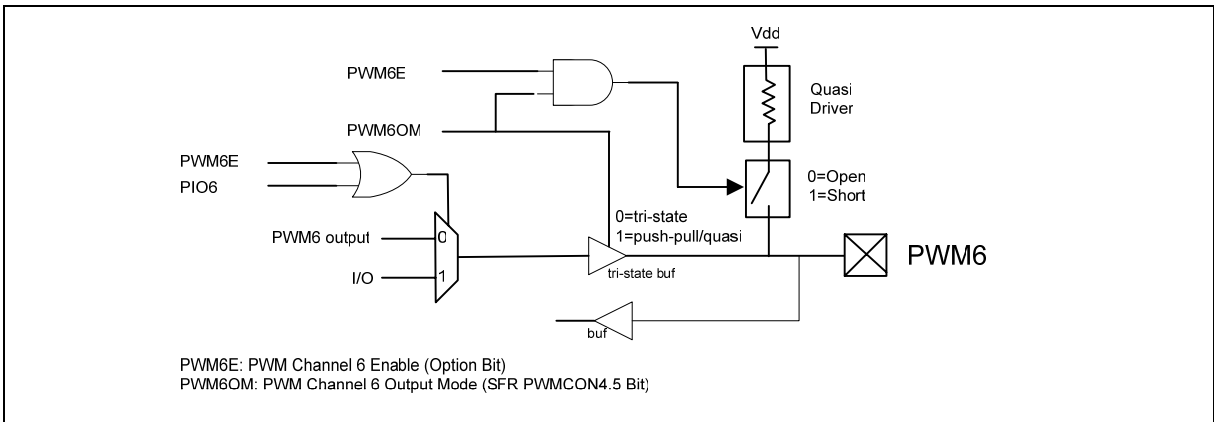 Vdd
PWM6E
Quasi
Driver
PWM6OM
PWM6E
PIO6
0=Open
1=Short
0=tri-state
1=push-pull/quasi
PWM6 output
0
I/O
1
tri-state buf
PWM6
buf
PWM6E: PWM Channel 6 Enable (Option Bit)
PWM6OM: PWM Channel 6 Output Mode (SFR PWMCON4.5 Bit)